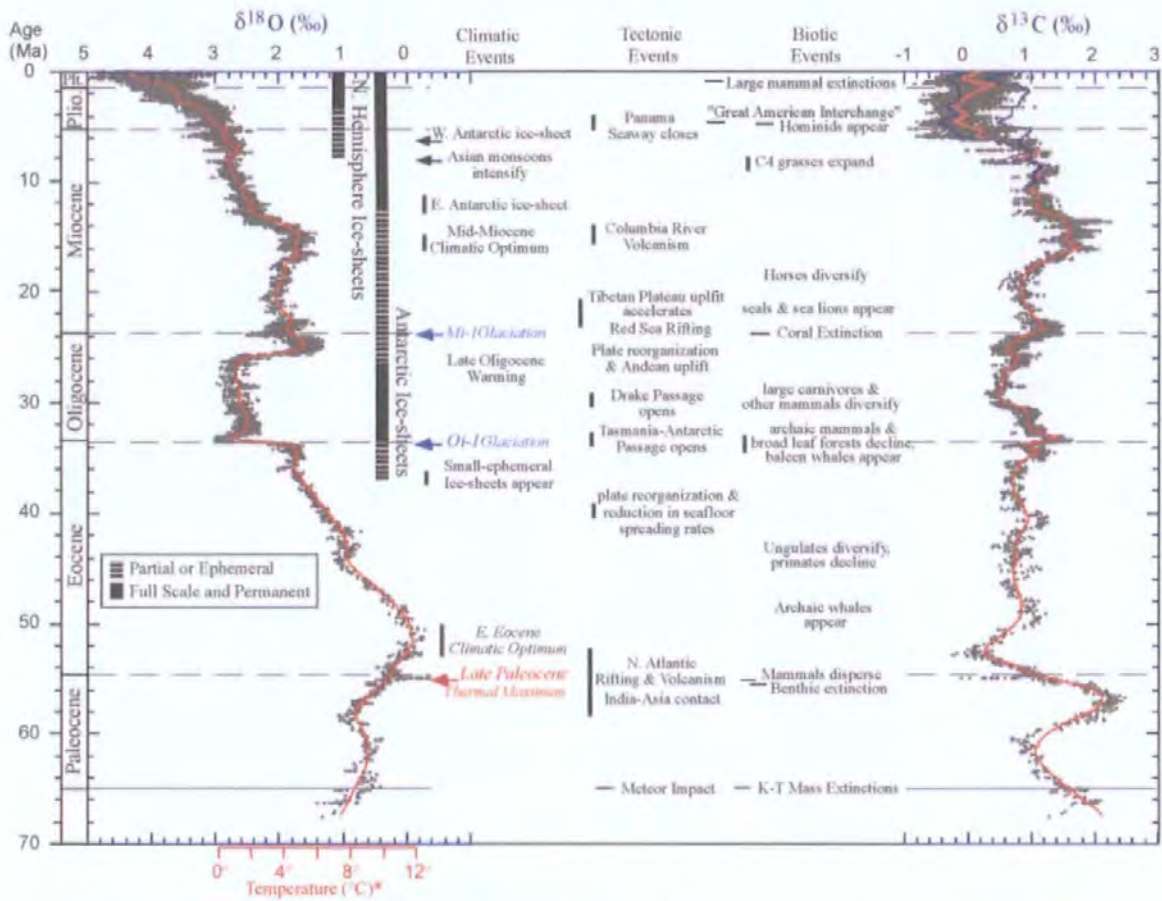 Age
(Ma)
δ18O (‰)
5 4 3 2 1 0
Climatic
Events
Tectonic
Events
Biotic
Events
δ13C (‰)
-1 0 1 2 3
0
10
20
30
40
50
60
70
Plt.
Plio.
Miocene
Oligocene
Eocene
Paleocene
N. Hemisphere Ice-sheets
Antarctic Ice-sheets
W. Antarctic ice-sheet
Asian monsoons
intensify
E. Antarctic ice-sheet
Mid-Miocene
Climatic Optimum
Mi-1Glaciation
Late Oligocene
Warming
Oi-1Glaciation
Small-ephemeral
Ice-sheets appear
E. Eocene
Climatic Optimum
Late Paleocene
Thermal Maximum
Panama
Seaway closes
Columbia River
Volcanism
Tibetan Plateau uplfit
accelerates
Red Sea Rifting
Plate reorganization
& Andean uplift
Drake Passage
opens
Tasmania-Antarctic
Passage opens
plate reorganization &
reduction in seafloor
spreading rates
N. Atlantic
Rifting & Volcanism
India-Asia contact
Meteor Impact
Large mammal extinctions
"Great American Interchange"
Hominids appear
C4 grasses expand
Horses diversify
seals & sea lions appear
Coral Extinction
large carnivores &
other mammals diversify
archaic mammals &
broad leaf forests decline,
baleen whales appear
Ungulates diversify,
primates decline
Archaic whales
appear
Mammals disperse
Benthic extinction
K-T Mass Extinctions
Partial or Ephemeral
Full Scale and Permanent
0° 4° 8° 12°
Temperature (°C)*